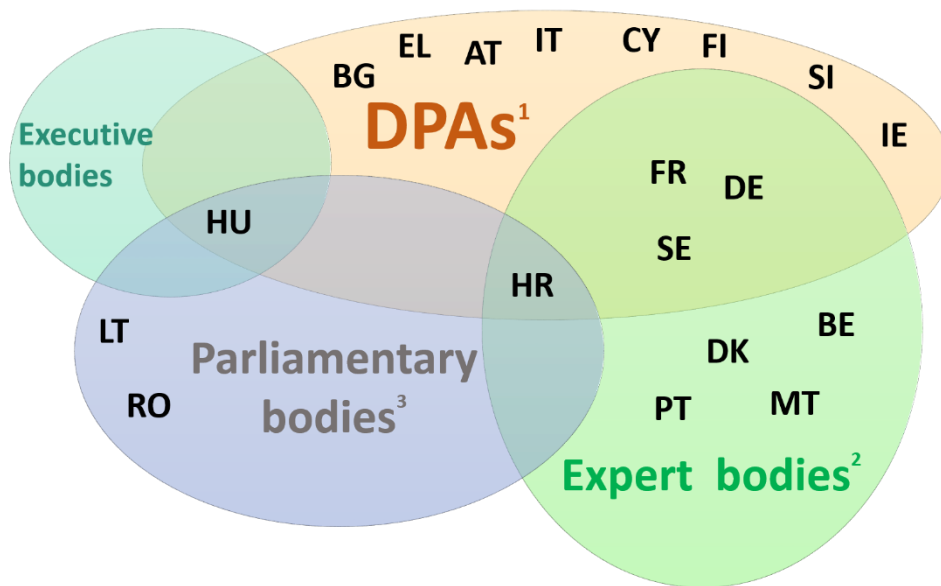 EL
AT
IT
CY
FI
BG
SI
DPAs¹
IE
Executive
bodies
FR
DE
HU
SE
HR
LT
BE
Parliamentary
bodies³
DK
RO
PT
MT
Expert bodies²